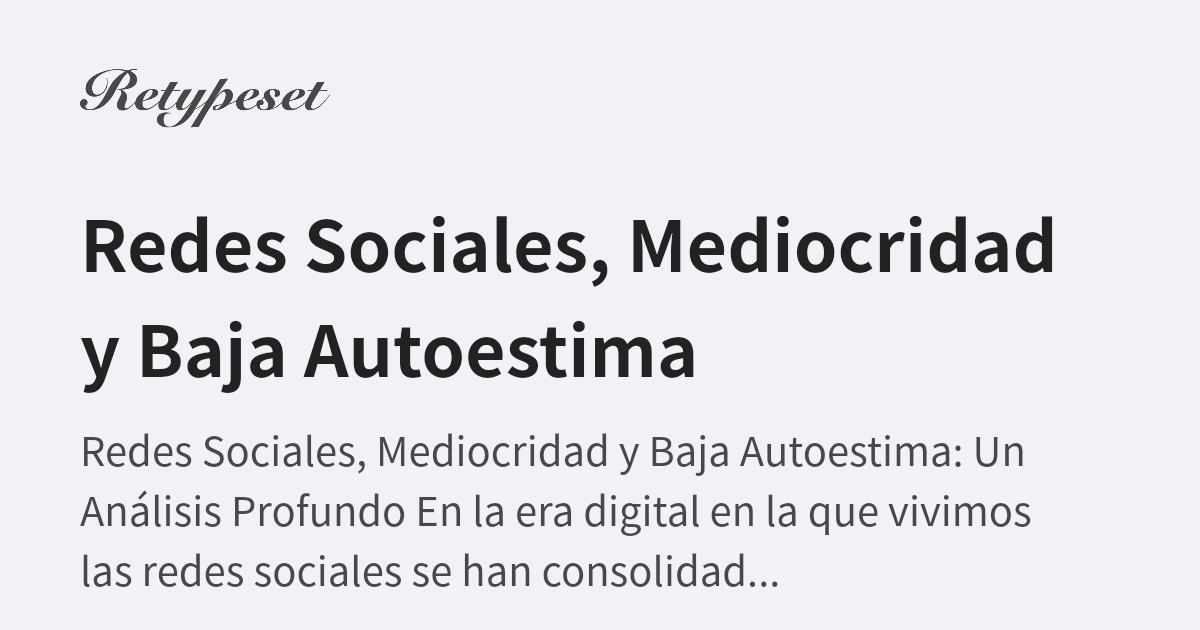 Retypeset
Redes Sociales, Mediocridad
y Baja Autoestima
Redes Sociales, Mediocridad y Baja Autoestima: Un
Análisis Profundo En la era digital en la que vivimos
las redes sociales se han consolidad...